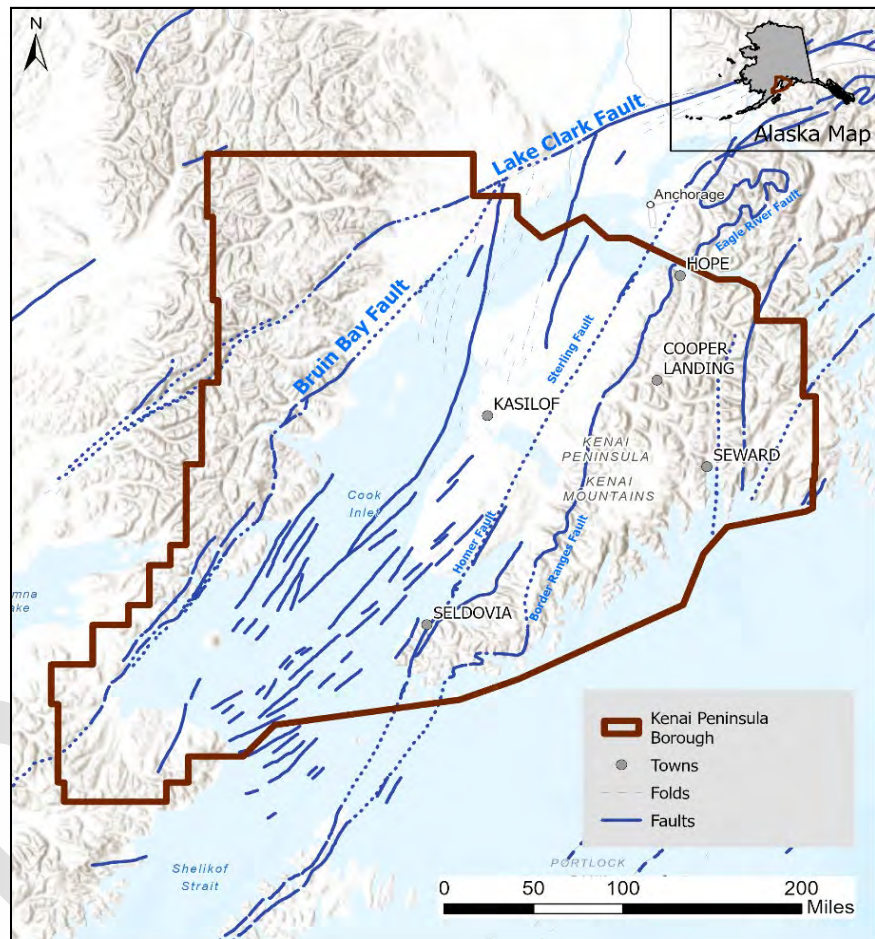 N
Alaska Map
Lake Clark Fault
Anchorage
Eagle River Fault
HOPE
Bruin Bay Fault
Sterling Fault
COOPER
LANDING
KASILOF
KENAI
PENINSULA
KENAI
MOUNTAINS
SEWARD
Cook
Inlet
Homer Fault
Border Ranges Fault
SELDOVIA
Kenai Peninsula
Borough
Towns
Folds
Faults
Shelikof
Strait
PORTLOCK
0 50 100 200
Miles